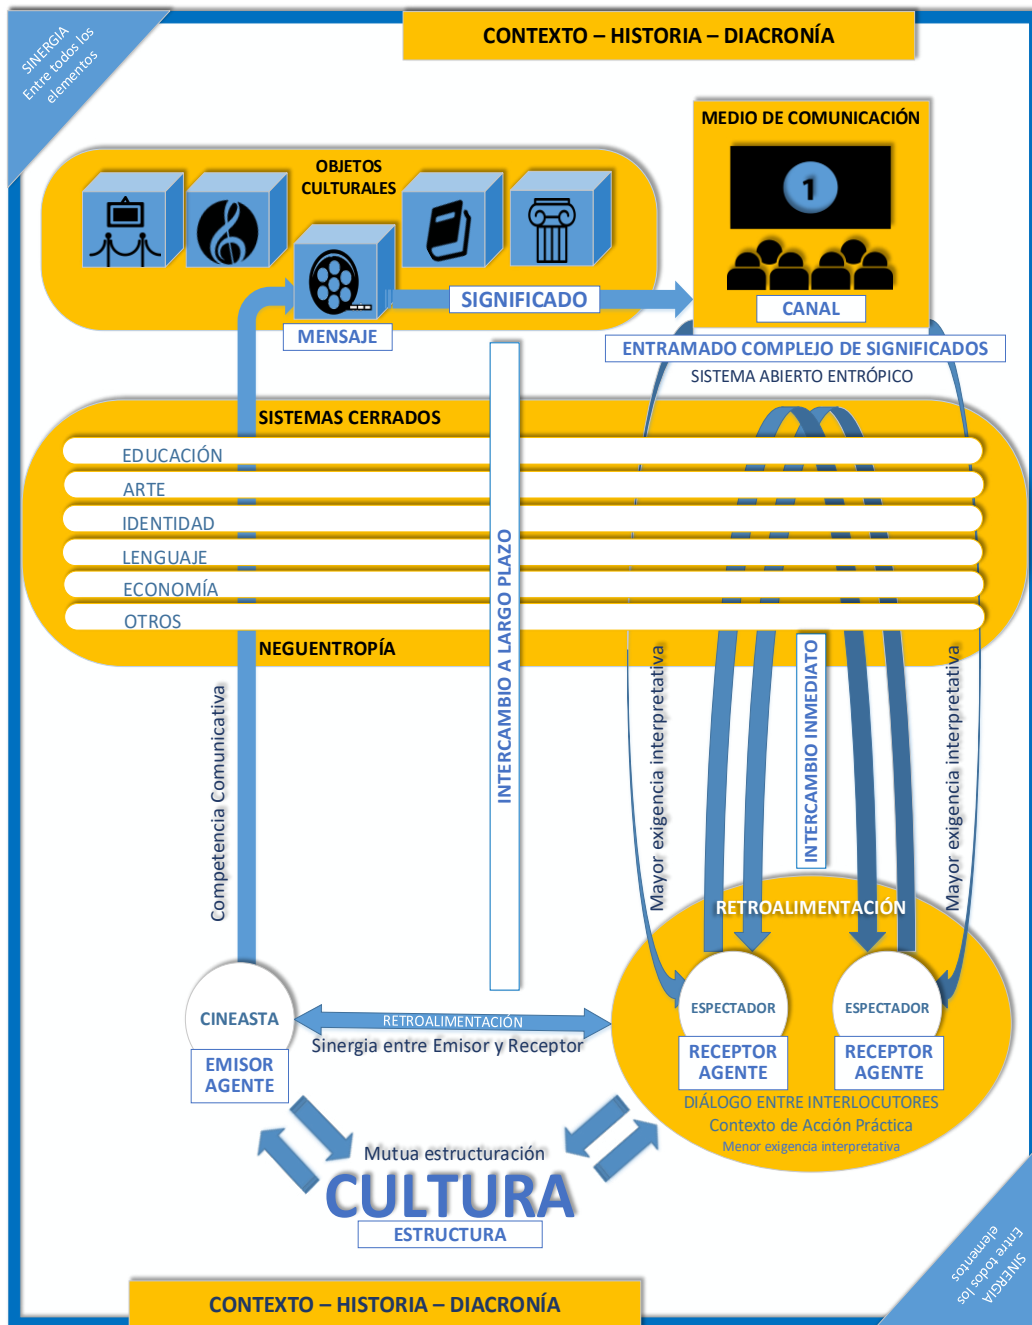 CONTEXTO – HISTORIA – DIACRONÍA
SINERGIA
Entre todos los
elementos
MEDIO DE COMUNICACIÓN
1
CANAL
OBJETOS
CULTURALES
MENSAJE
SIGNIFICADO
ENTRAMADO COMPLEJO DE SIGNIFICADOS
SISTEMA ABIERTO ENTRÓPICO
SISTEMAS CERRADOS
EDUCACIÓN
ARTE
IDENTIDAD
LENGUAJE
ECONOMÍA
OTROS
NEGUENTROPÍA
Competencia Comunicativa
INTERCAMBIO A LARGO PLAZO
Mayor exigencia interpretativa
INTERCAMBIO INMEDIATO
Mayor exigencia interpretativa
RETROALIMENTACIÓN
CINEASTA
EMISOR
AGENTE
RETROALIMENTACIÓN
Sinergia entre Emisor y Receptor
ESPECTADOR
RECEPTOR
AGENTE
ESPECTADOR
RECEPTOR
AGENTE
DIÁLOGO ENTRE INTERLOCUTORES
Contexto de Acción Práctica
Menor exigencia interpretativa
Mutua estructuración
CULTURA
ESTRUCTURA
SINERGIA
Entre todos los
elementos
CONTEXTO – HISTORIA – DIACRONÍA